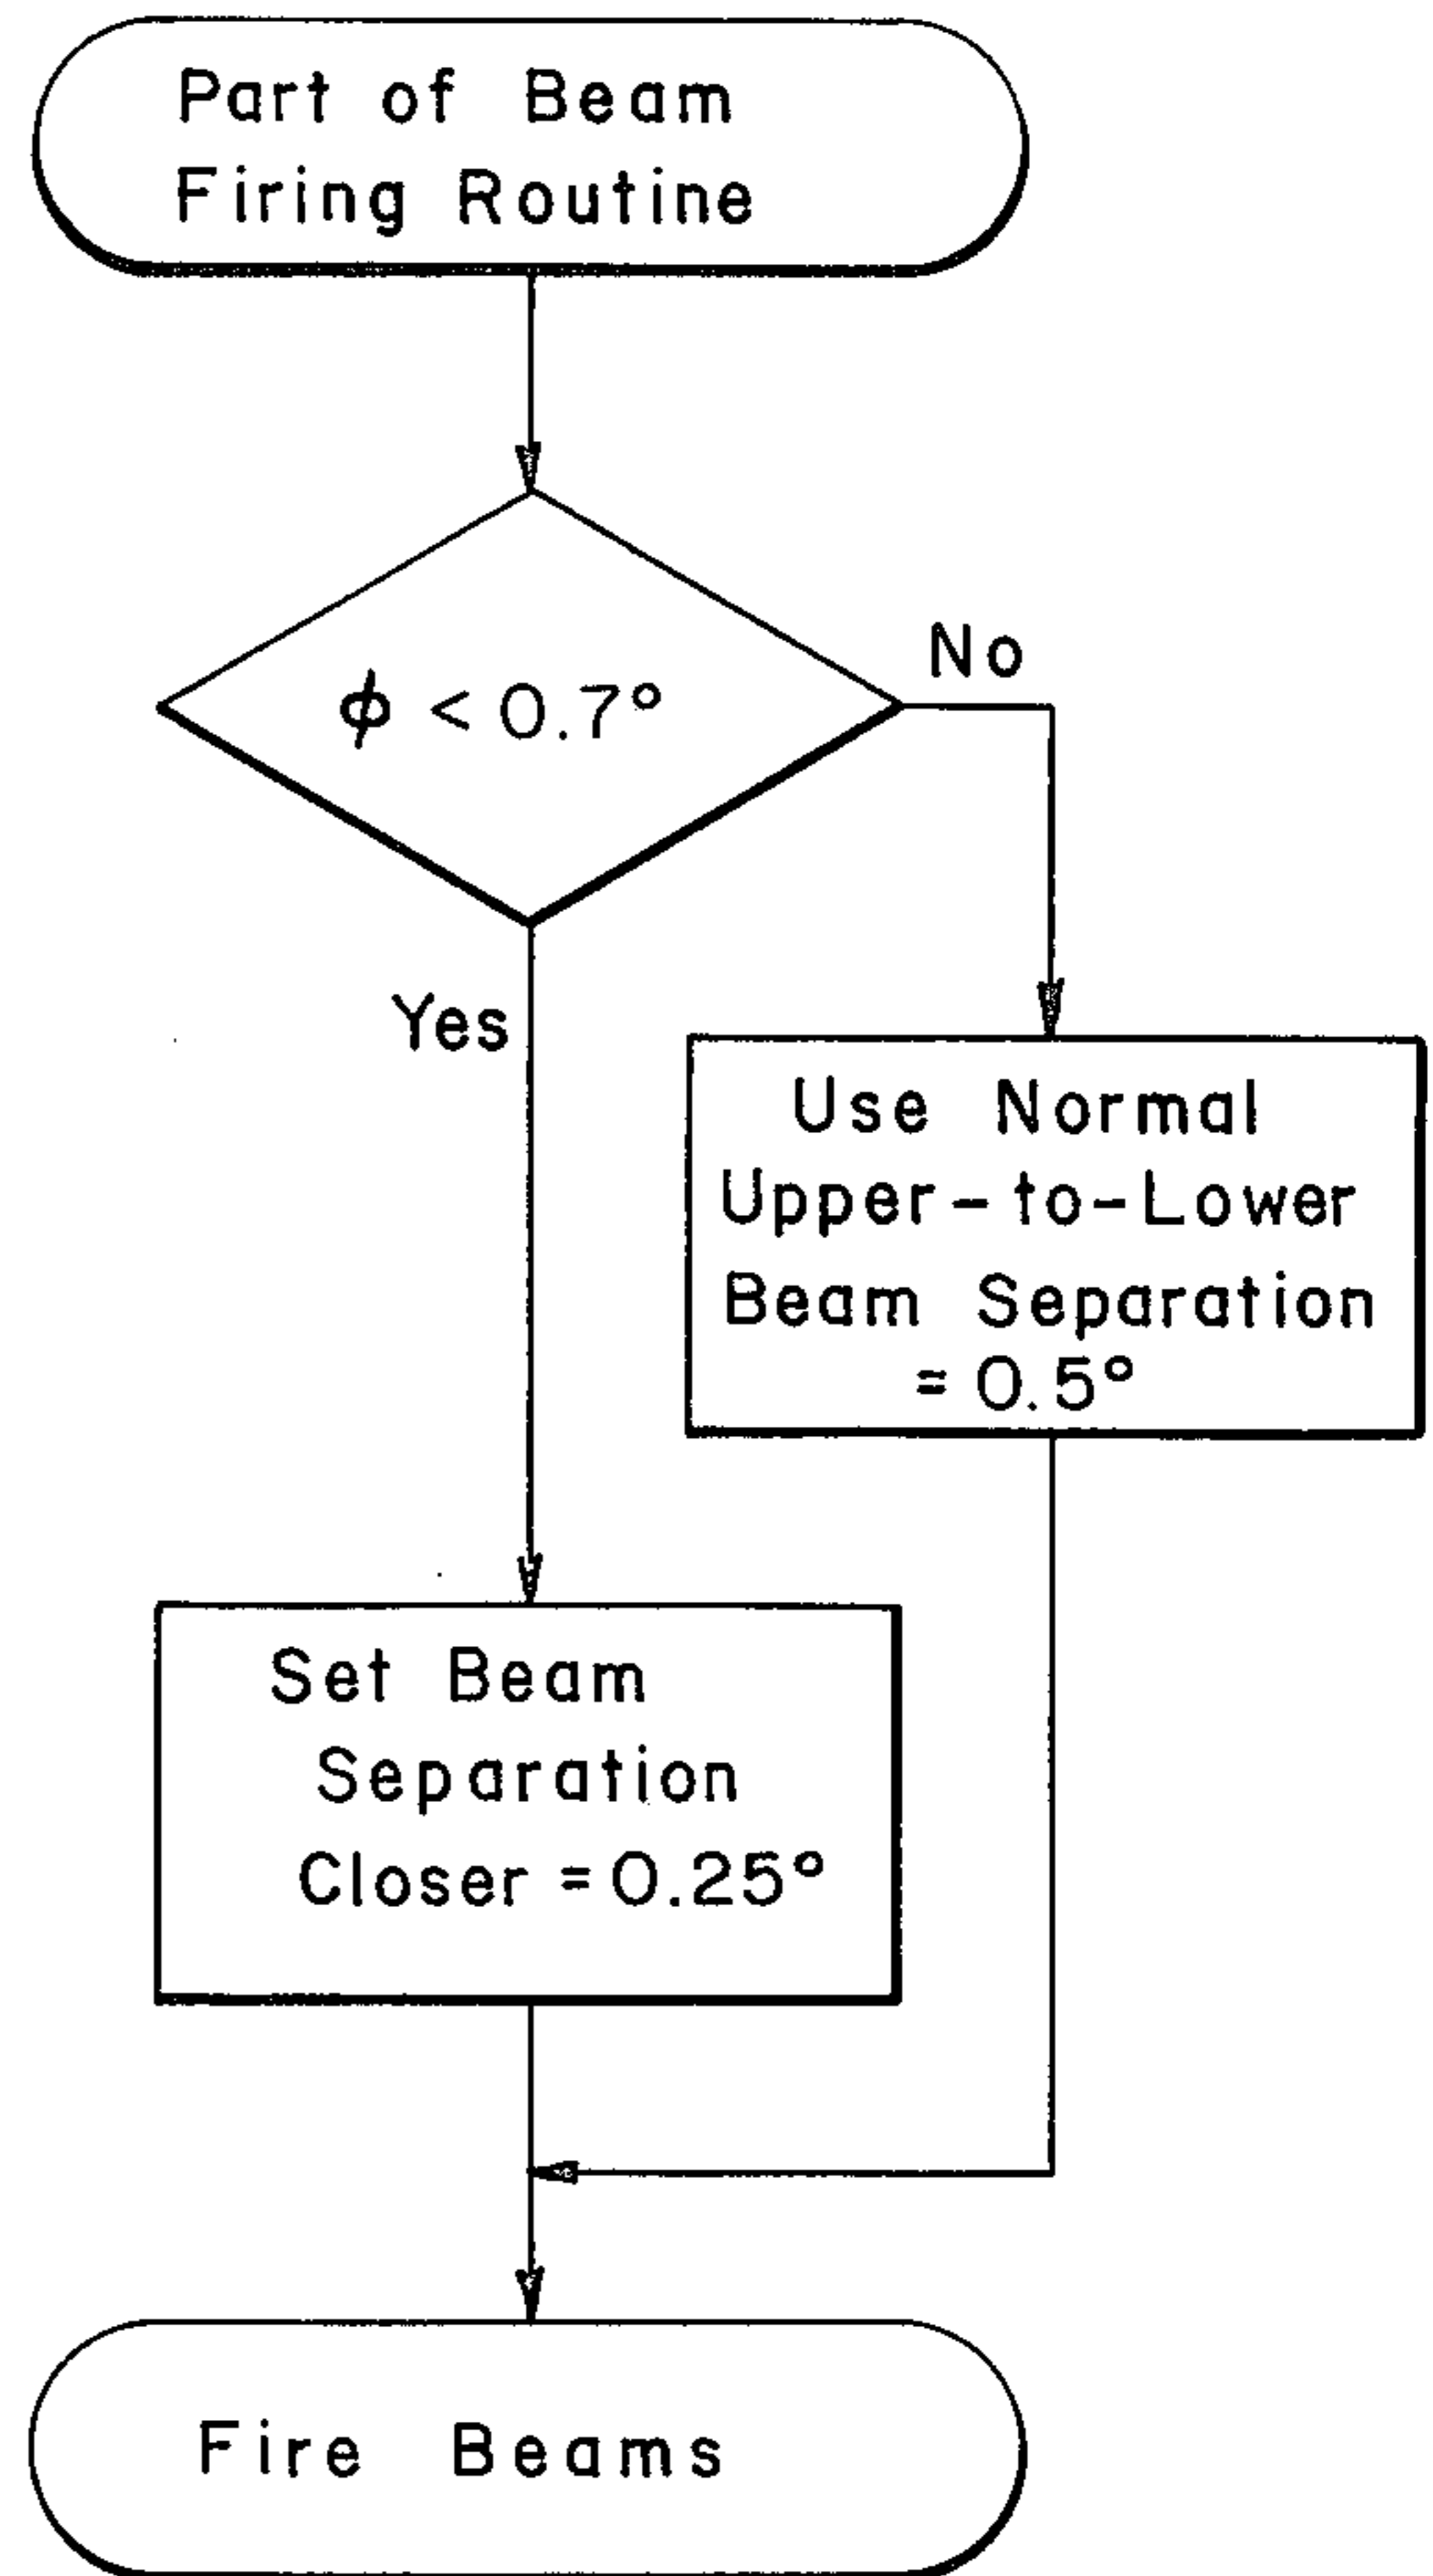 Part of Beam
Firing Routine
ϕ < 0.7°
No
Yes
Use Normal
Upper-to-Lower
Beam Separation
= 0.5°
Set Beam
Separation
Closer = 0.25°
Fire Beams